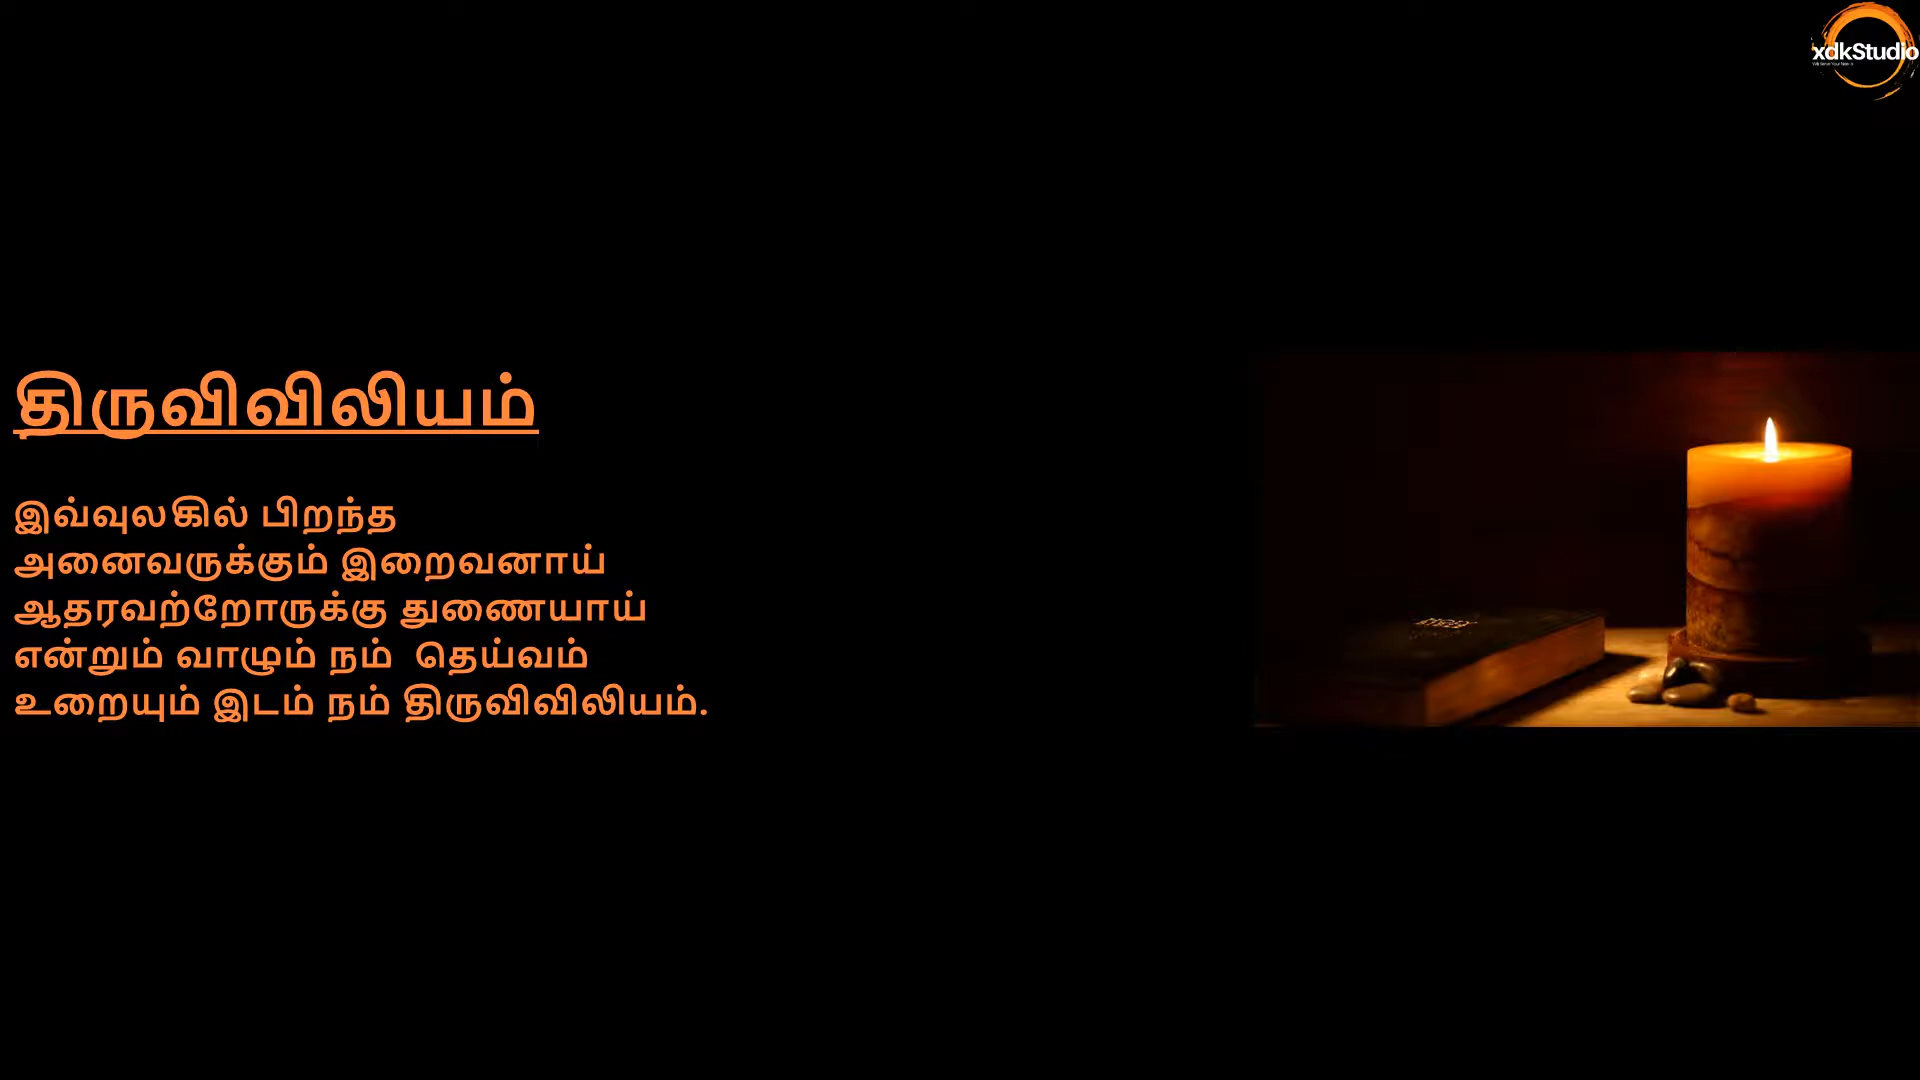 xdkStudio
திருவிவிலியம்
இவ்வுலகில் பிறந்த
அனைவருக்கும் இறைவனாய்
ஆதரவற்றோருக்கு துணையாய்
என்றும் வாழும் நம்  தெய்வம்
உறையும் இடம் நம் திருவிவிலியம்.